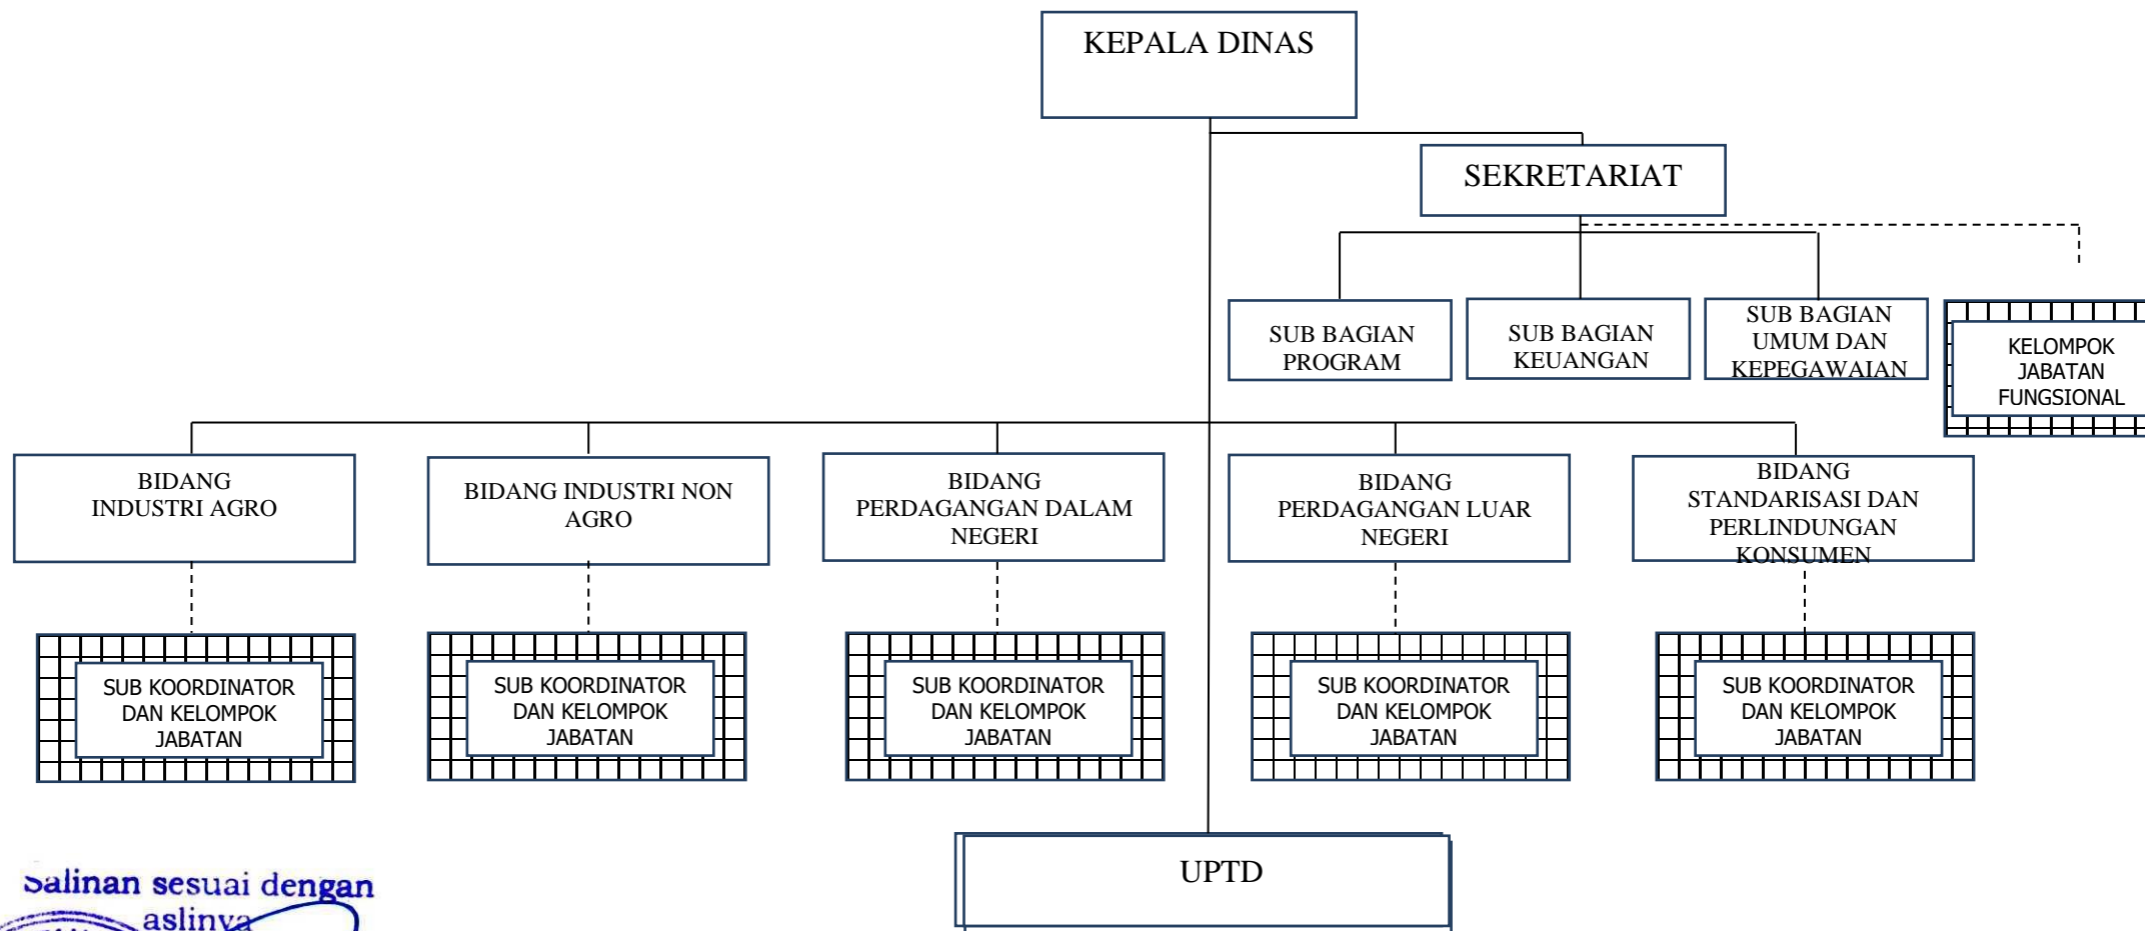 KEPALA DINAS
SEKRETARIAT
SUB BAGIAN
PROGRAM
SUB BAGIAN
KEUANGAN
SUB BAGIAN
UMUM DAN
KEPEGAWAIAN
KELOMPOK
JABATAN
FUNGSIONAL
BIDANG
INDUSTRI AGRO
BIDANG INDUSTRI NON
AGRO
BIDANG
PERDAGANGAN DALAM
NEGERI
BIDANG
PERDAGANGAN LUAR
NEGERI
BIDANG
STANDARISASI DAN
PERLINDUNGAN
KONSUMEN
SUB KOORDINATOR
DAN KELOMPOK
JABATAN
SUB KOORDINATOR
DAN KELOMPOK
JABATAN
SUB KOORDINATOR
DAN KELOMPOK
JABATAN
SUB KOORDINATOR
DAN KELOMPOK
JABATAN
SUB KOORDINATOR
DAN KELOMPOK
JABATAN
UPTD
Salinan sesuai dengan
aslinya